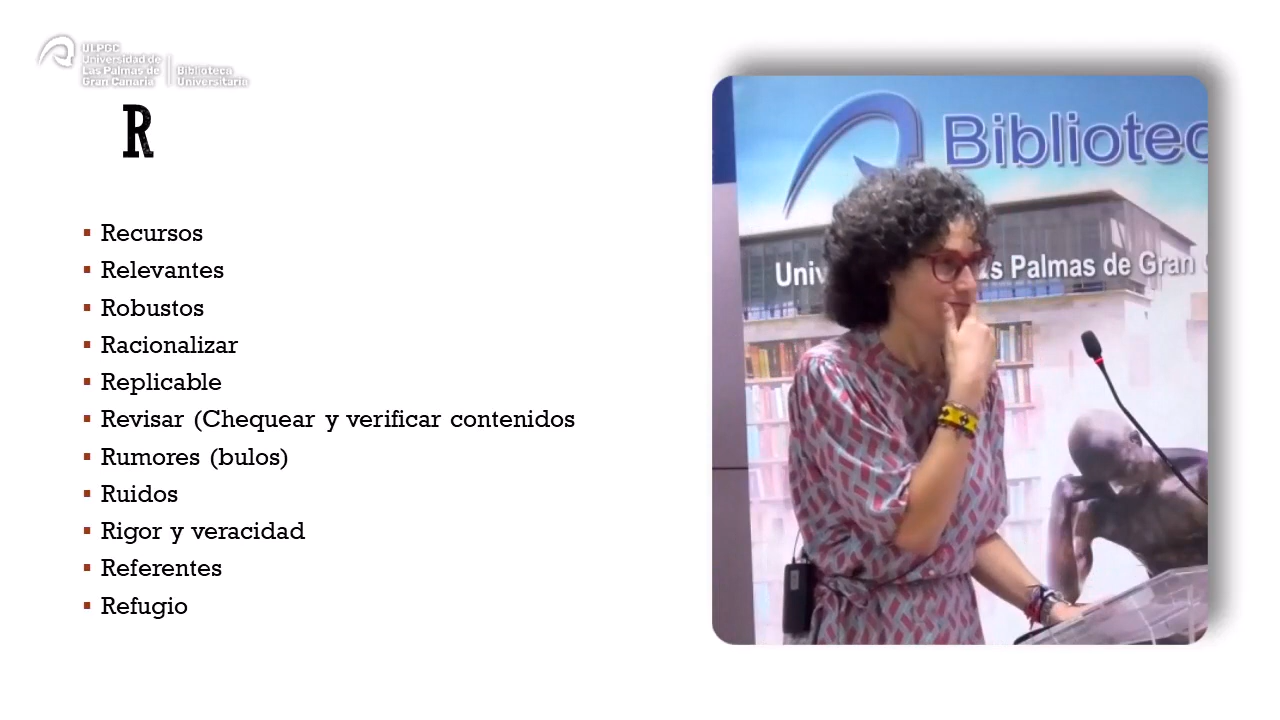 ULPGC
Universidad de
Las Palmas de
Gran Canaria
Biblioteca
Universitaria
R
Recursos
Relevantes
Robustos
Racionalizar
Replicable
Revisar (Chequear y verificar contenidos
Rumores (bulos)
Ruidos
Rigor y veracidad
Referentes
Refugio
Bibliotec
Univ
s Palmas de Gran